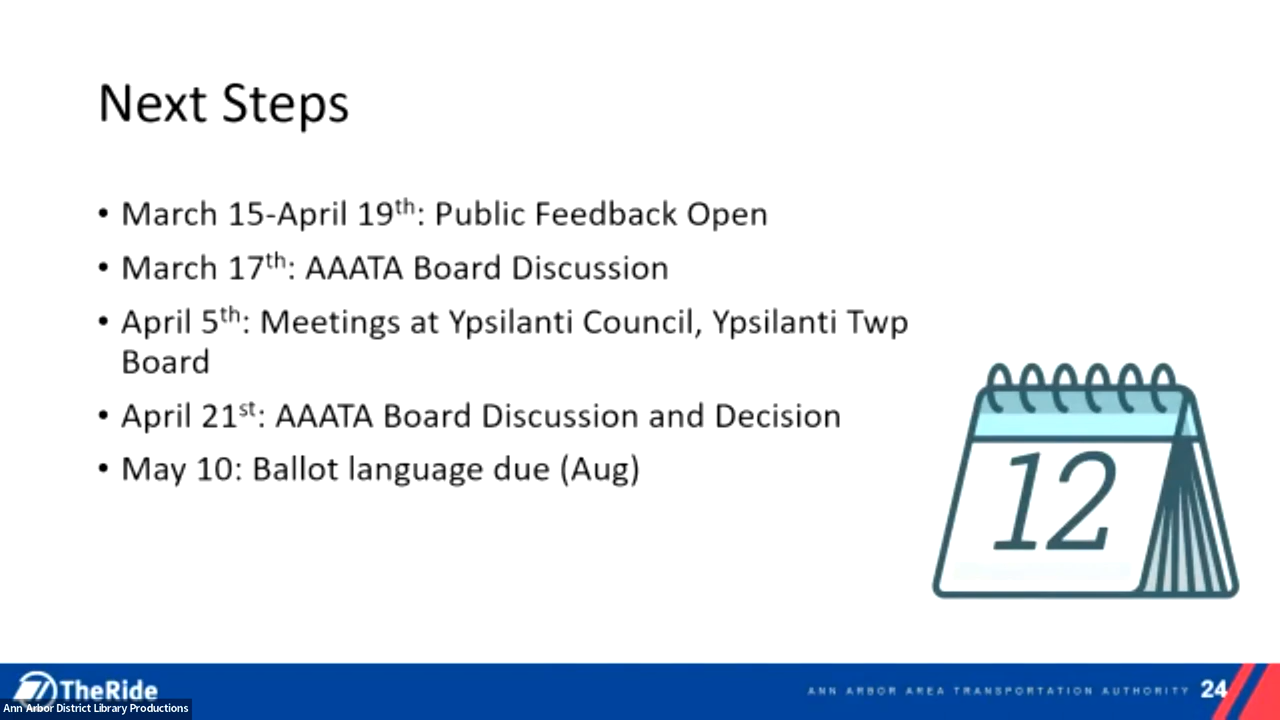 Next Steps
• March 15-April 19th: Public Feedback Open
• March 17th: AAATA Board Discussion
• April 5th: Meetings at Ypsilanti Council, Ypsilanti Twp
Board
• April 21st: AAATA Board Discussion and Decision
• May 10: Ballot language due (Aug)
12
TheRide
ANN ARBOR AREA TRANSPORTATION AUTHORITY 24
Ann Arbor District Library Productions